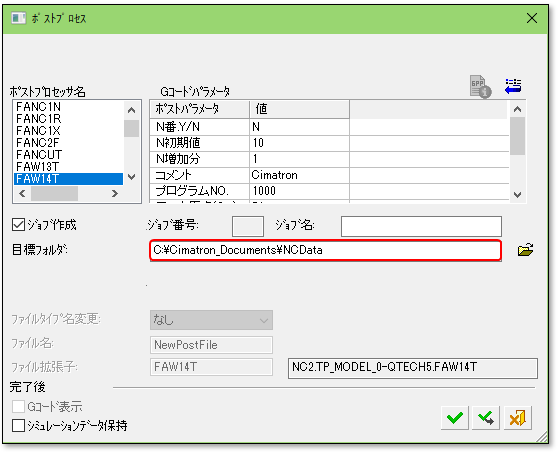 ポストプロセス
ポストプロセッサ名
Gコードパラメータ
GPP
FANC1N
FANC1R
FANC1X
FANC2F
FANCUT
FAW13T
FAW14T
ポストパラメータ 値
N番.Y/N N
N初期値 10
N増加分 1
コメント Cimatron
プログラムNO. 1000
ジョブ作成 ジョブ番号: ジョブ名:
目標フォルダ: C:¥Cimatron_Documents¥NCData
ファイルタイプ名変更: なし
ファイル名: NewPostFile
ファイル拡張子: FAW14T NC2.TP_MODEL_0-QTECH5.FAW14T
完了後
Gコード表示
シミュレーションデータ保持